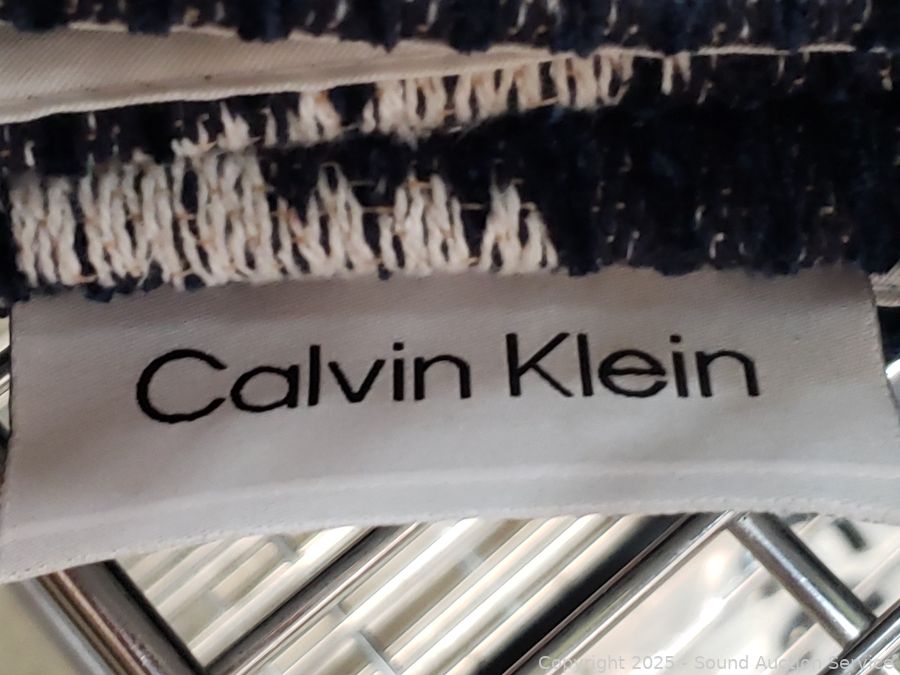 Calvin Klein
Copyright 2025 - Sound Auction Service